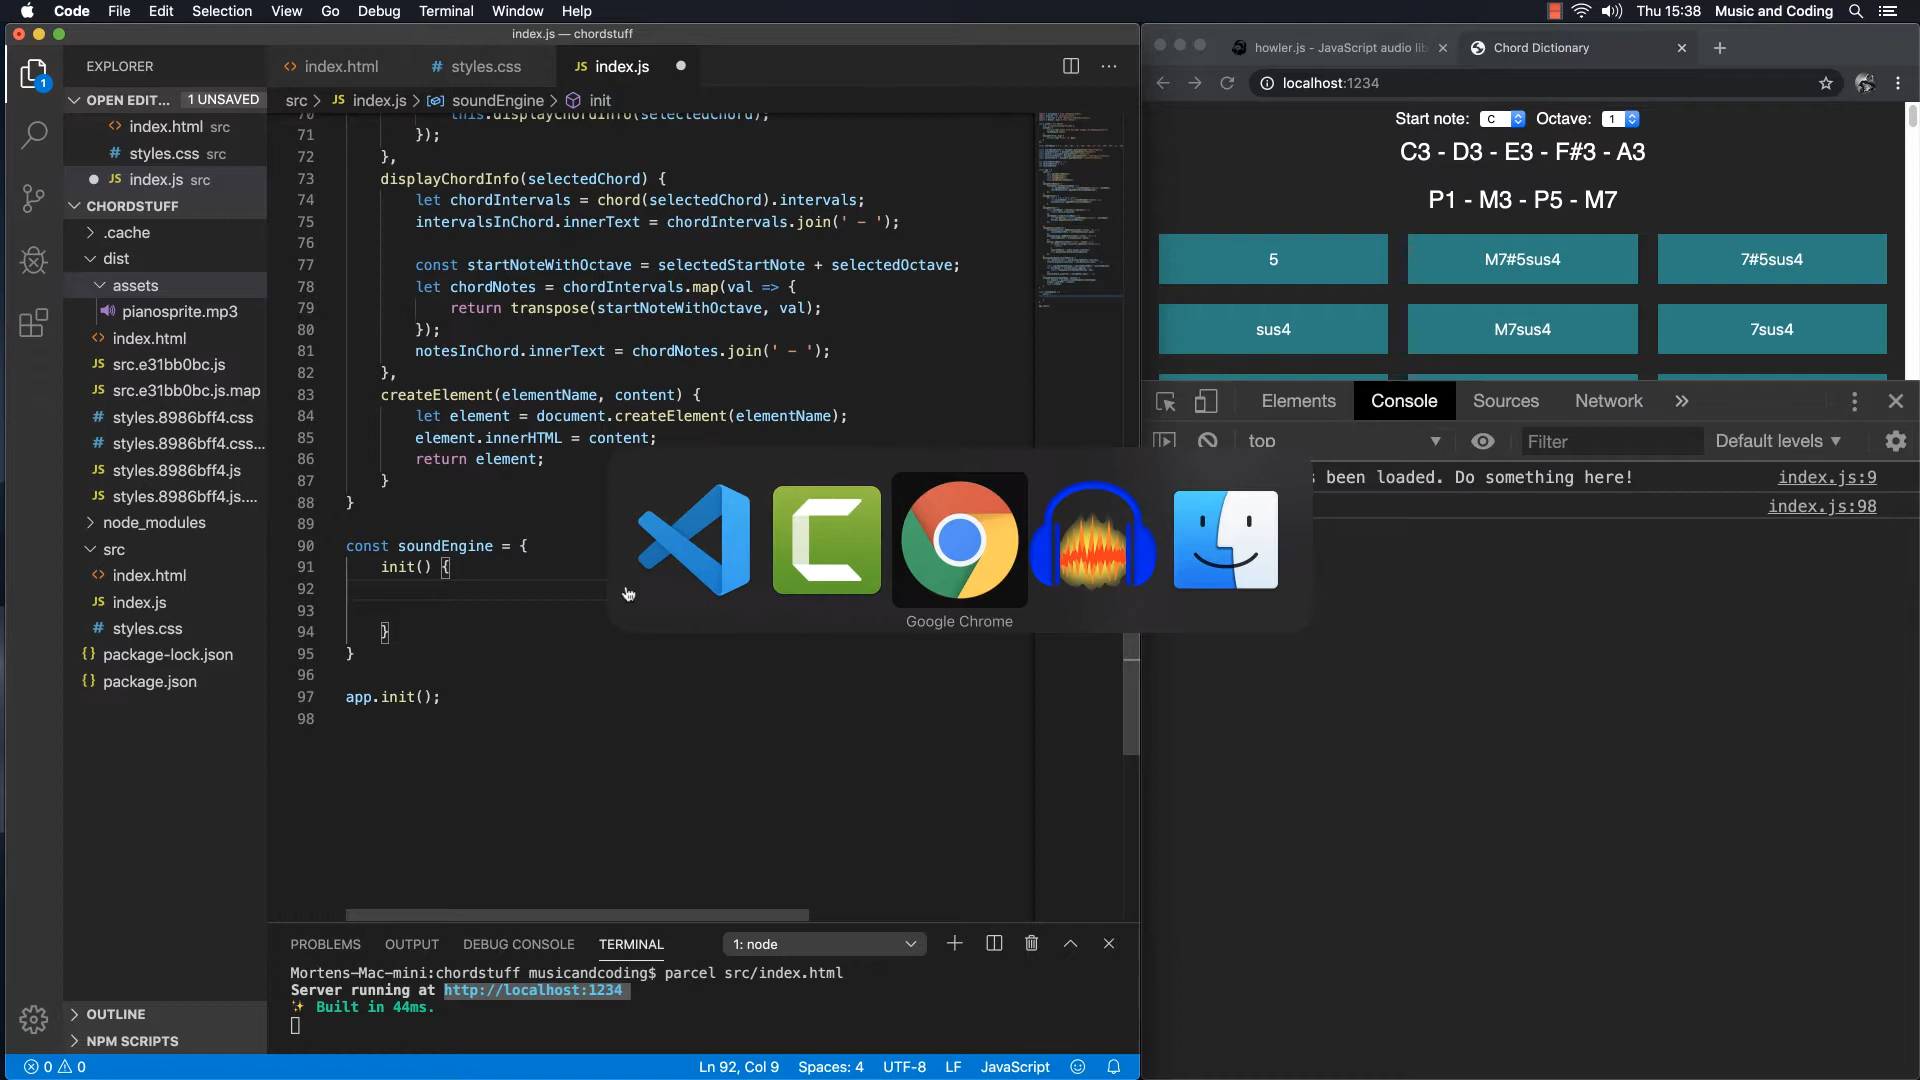 Code File Edit Selection View Go Debug Terminal Window Help Thu 15:38 Music and Coding
index.js — chordstuff
EXPLORER
index.html
styles.css
index.js
OPEN EDIT... 1 UNSAVED
src > index.js > soundEngine > init
index.html src
styles.css src
index.js src
CHORDSTUFF
.cache
dist
assets
pianosprite.mp3
index.html
src.e31bb0bc.js
src.e31bb0bc.js.map
styles.8986bff4.css
styles.8986bff4.css...
styles.8986bff4.js
styles.8986bff4.js....
node_modules
src
index.html
index.js
styles.css
package-lock.json
package.json
OUTLINE
NPM SCRIPTS
70 this.displayChordInfo(selectedChord);
71 });
72 },
73 displayChordInfo(selectedChord) {
74 let chordIntervals = chord(selectedChord).intervals;
75 intervalsInChord.innerText = chordIntervals.join(' - ');
76
77 const startNoteWithOctave = selectedStartNote + selectedOctave;
78 let chordNotes = chordIntervals.map(val => {
79 return transpose(startNoteWithOctave, val);
80 });
81 notesInChord.innerText = chordNotes.join(' - ');
82 },
83 createElement(elementName, content) {
84 let element = document.createElement(elementName);
85 element.innerHTML = content;
86 return element;
87 }
88 }
89
90 const soundEngine = {
91 init() {
92
93
94 }
95 }
96
97 app.init();
98
PROBLEMS OUTPUT DEBUG CONSOLE TERMINAL 1: node
Mortens-Mac-mini:chordstuff musicandcoding$ parcel src/index.html
Server running at http://localhost:1234
✨ Built in 44ms.
0 0 Ln 92, Col 9 Spaces: 4 UTF-8 LF JavaScript
howler.js - JavaScript audio lib
Chord Dictionary
localhost:1234
Start note: C Octave: 1
C3 - D3 - E3 - F#3 - A3
P1 - M3 - P5 - M7
5 M7#5sus4 7#5sus4
sus4 M7sus4 7sus4
Elements Console Sources Network
top Filter Default levels
been loaded. Do something here! index.js:9
index.js:98
Google Chrome